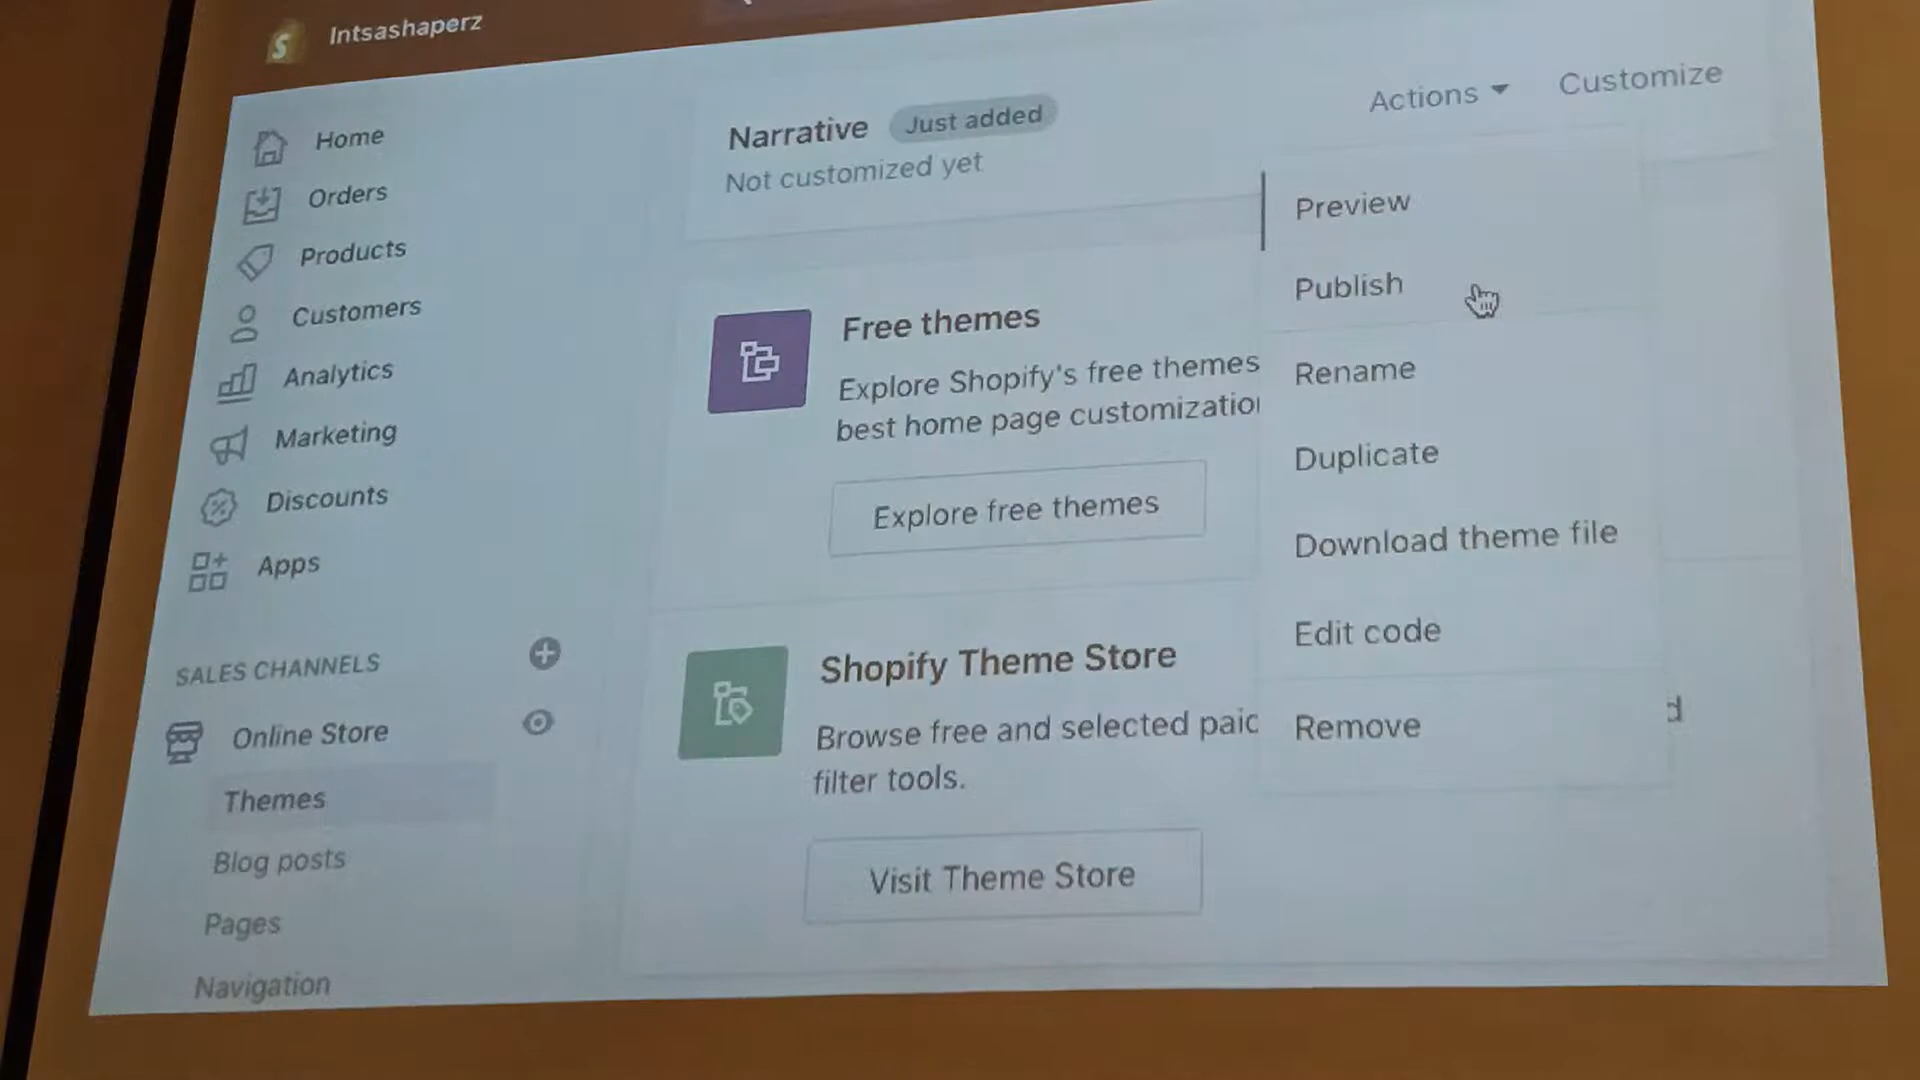 Intsashaperz
Home
Orders
Products
Customers
Analytics
Marketing
Discounts
Apps
SALES CHANNELS
Online Store
Themes
Blog posts
Pages
Navigation
Narrative Just added
Not customized yet
Actions Customize
Preview
Publish
Rename
Duplicate
Download theme file
Edit code
Remove
Free themes
Explore Shopify's free themes
best home page
Explore free themes
Shopify Theme Store
Browse free and selected
filter tools.
Visit Theme Store